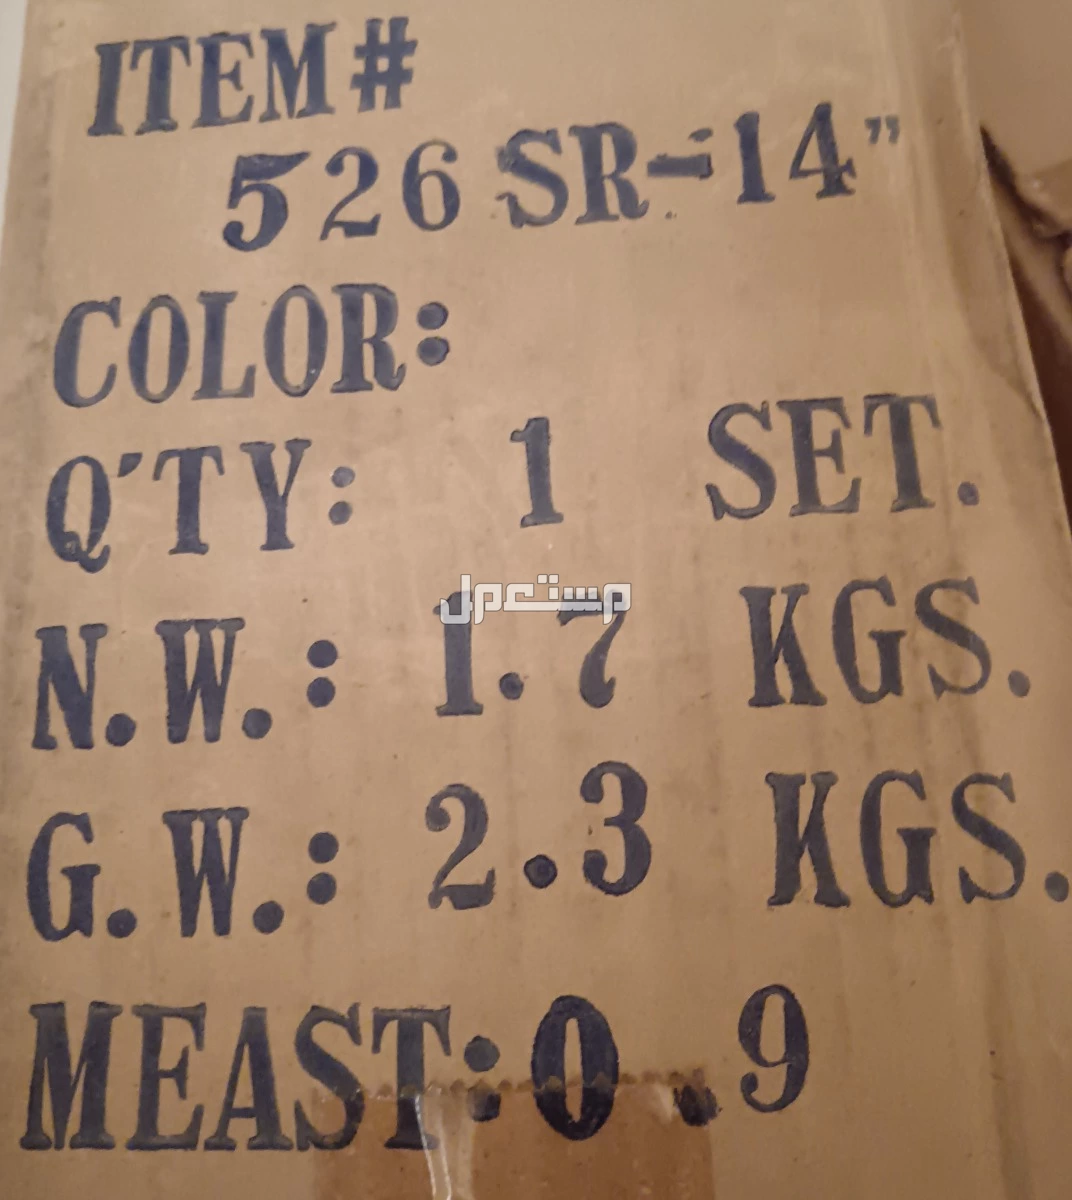 ITEM#
526 SR-14"
COLOR:
Q'TY: 1 SET.
مستعمل
N.W.: 1.7 KGS.
G.W.: 2.3 KGS.
MEAST:0.9